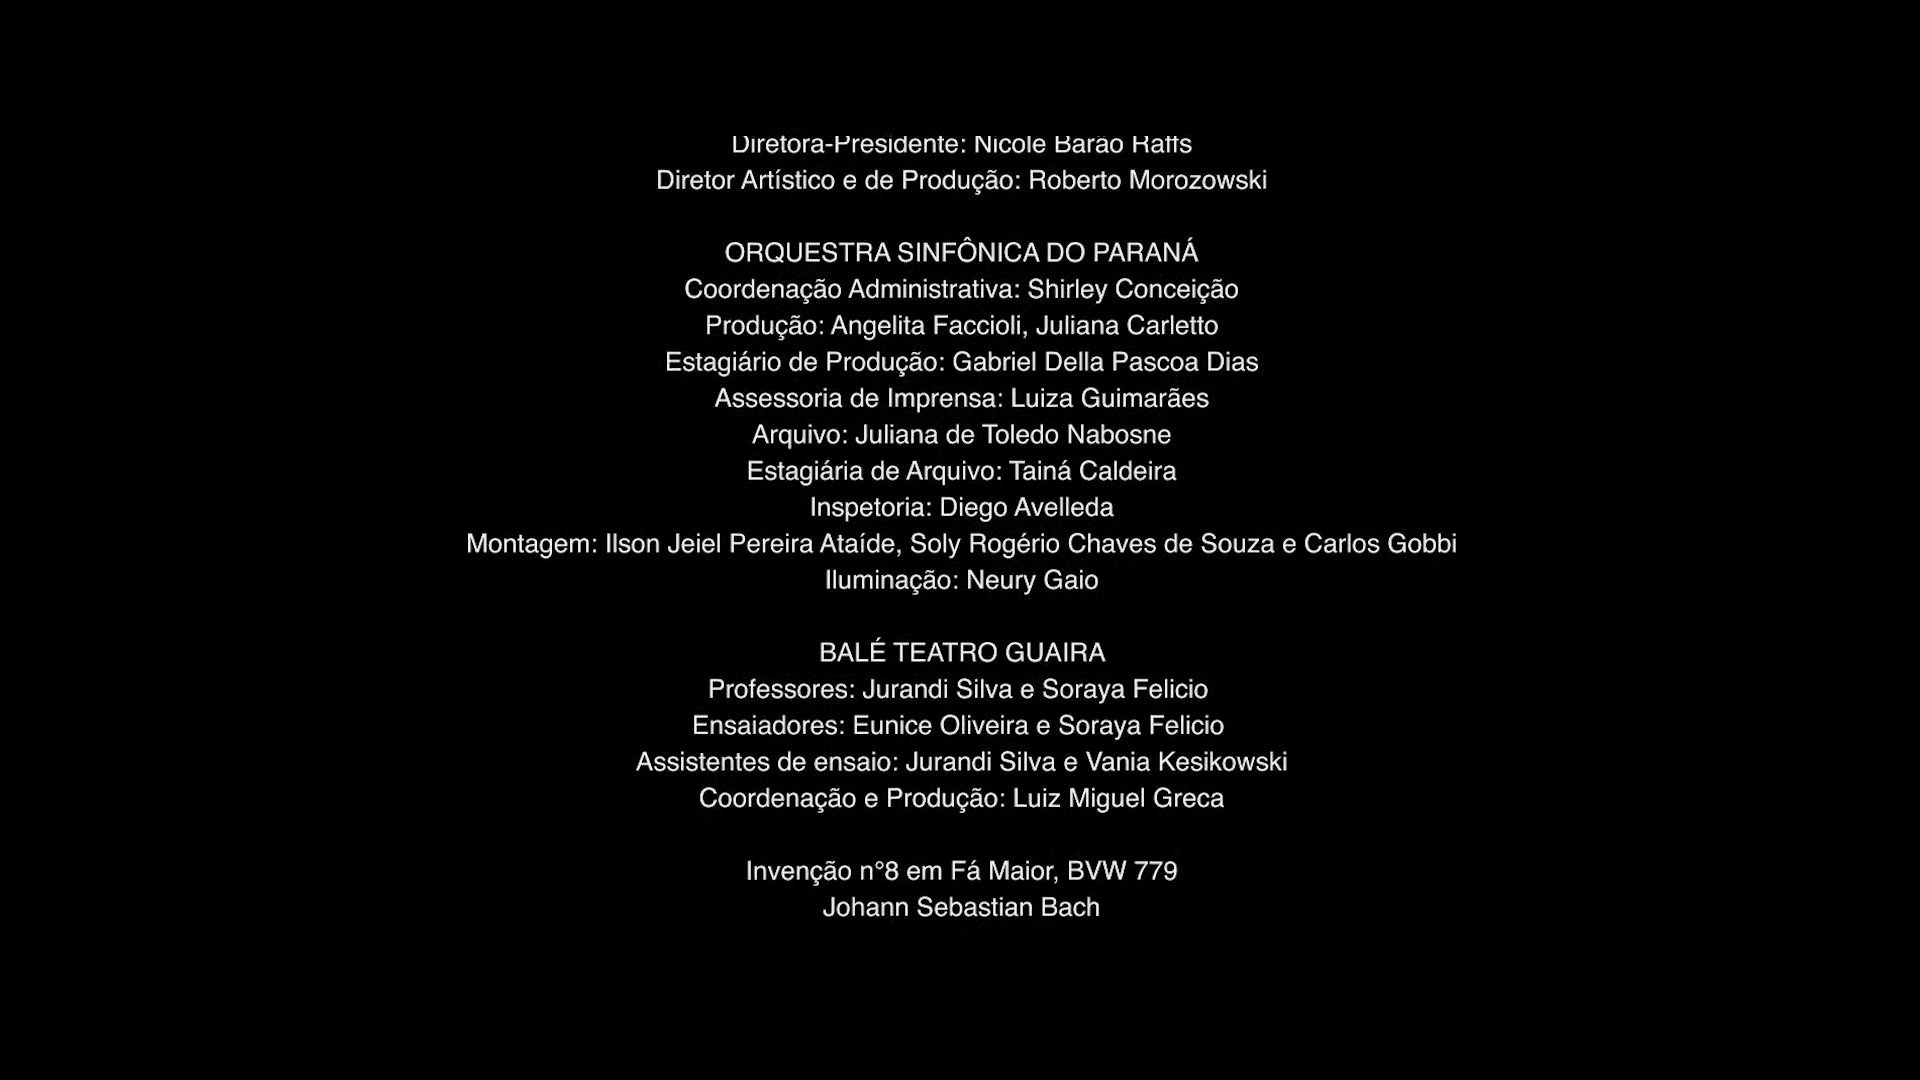 Diretora-Presidente: Nicole Barão Raffs
Diretor Artístico e de Produção: Roberto Morozowski
ORQUESTRA SINFÔNICA DO PARANÁ
Coordenação Administrativa: Shirley Conceição
Produção: Angelita Faccioli, Juliana Carletto
Estagiário de Produção: Gabriel Della Pascoa Dias
Assessoria de Imprensa: Luiza Guimarães
Arquivo: Juliana de Toledo Nabosne
Estagiária de Arquivo: Tainá Caldeira
Inspetoria: Diego Avelleda
Montagem: Ilson Jeiel Pereira Ataíde, Soly Rogério Chaves de Souza e Carlos Gobbi
Iluminação: Neury Gaio
BALÉ TEATRO GUAIRA
Professores: Jurandi Silva e Soraya Felicio
Ensaiadores: Eunice Oliveira e Soraya Felicio
Assistentes de ensaio: Jurandi Silva e Vania Kesikowski
Coordenação e Produção: Luiz Miguel Greca
Invenção n°8 em Fá Maior, BVW 779
Johann Sebastian Bach